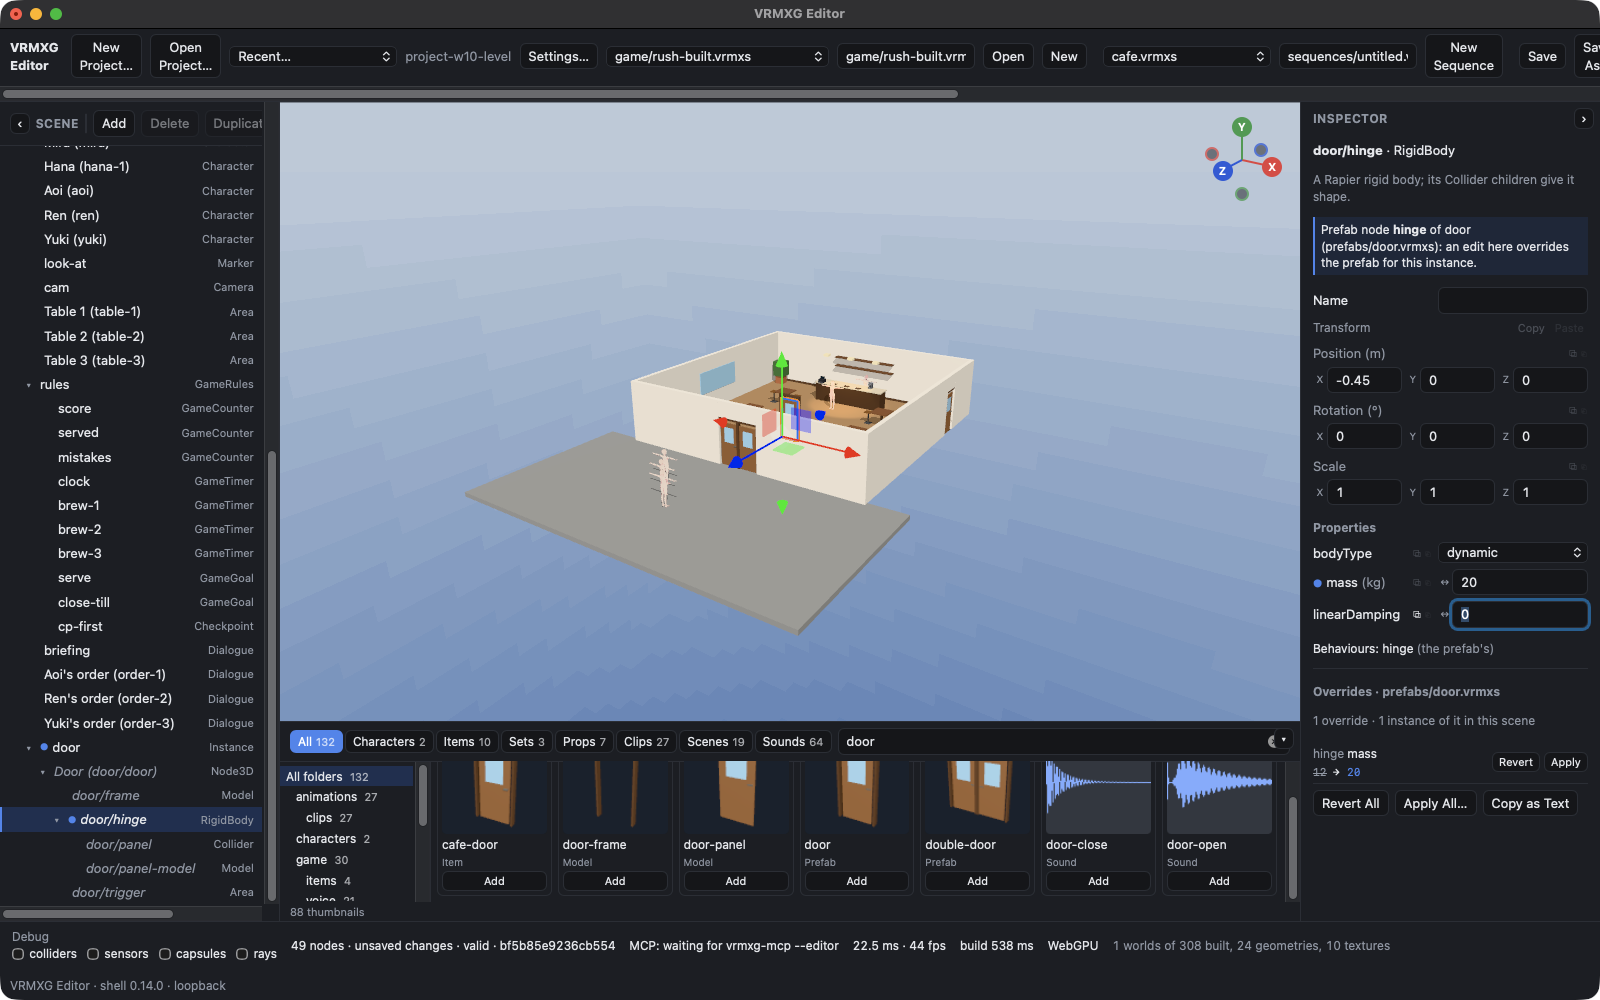 VRMXG Editor
VRMXG Editor
New Project...
Open Project...
Recent...
project-w10-level
Settings...
game/rush-built.vrmxs
game/rush-built.vrm
Open
New
cafe.vrmxs
sequences/untitled.
New Sequence
Save
‹ SCENE
Add
Delete
Duplicat
Hana (hana-1) Character
Aoi (aoi) Character
Ren (ren) Character
Yuki (yuki) Character
look-at Marker
cam Camera
Table 1 (table-1) Area
Table 2 (table-2) Area
Table 3 (table-3) Area
rules GameRules
score GameCounter
served GameCounter
mistakes GameCounter
clock GameTimer
brew-1 GameTimer
brew-2 GameTimer
brew-3 GameTimer
serve GameGoal
close-till GameGoal
cp-first Checkpoint
briefing Dialogue
Aoi's order (order-1) Dialogue
Ren's order (order-2) Dialogue
Yuki's order (order-3) Dialogue
door Instance
Door (door/door) Node3D
door/frame Model
door/hinge RigidBody
door/panel Collider
door/panel-model Model
door/trigger Area
Y
X
Z
All 132
Characters 2
Items 10
Sets 3
Props 7
Clips 27
Scenes 19
Sounds 64
door
All folders 132
animations 27
clips 27
characters 2
game 30
items 4
cafe-door
Item
Add
door-frame
Model
Add
door-panel
Model
Add
door
Prefab
Add
double-door
Prefab
Add
door-close
Sound
Add
door-open
Sound
Add
88 thumbnails
INSPECTOR ›
door/hinge · RigidBody
A Rapier rigid body; its Collider children give it
shape.
Prefab node hinge of door
(prefabs/door.vrmxs): an edit here overrides
the prefab for this instance.
Name
Transform Copy Paste
Position (m)
X -0.45 Y 0 Z 0
Rotation (°)
X 0 Y 0 Z 0
Scale
X 1 Y 1 Z 1
Properties
bodyType dynamic
mass (kg) ↔ 20
linearDamping ↔ 0
Behaviours: hinge (the prefab's)
Overrides · prefabs/door.vrmxs
1 override · 1 instance of it in this scene
hinge mass
12 → 20
Revert
Apply
Revert All
Apply All...
Copy as Text
Debug
colliders sensors capsules rays
49 nodes · unsaved changes · valid · bf5b85e9236cb554 MCP: waiting for vrmxg-mcp --editor 22.5 ms · 44 fps build 538 ms WebGPU 1 worlds of 308 built, 24 geometries, 10 textures
VRMXG Editor · shell 0.14.0 · loopback